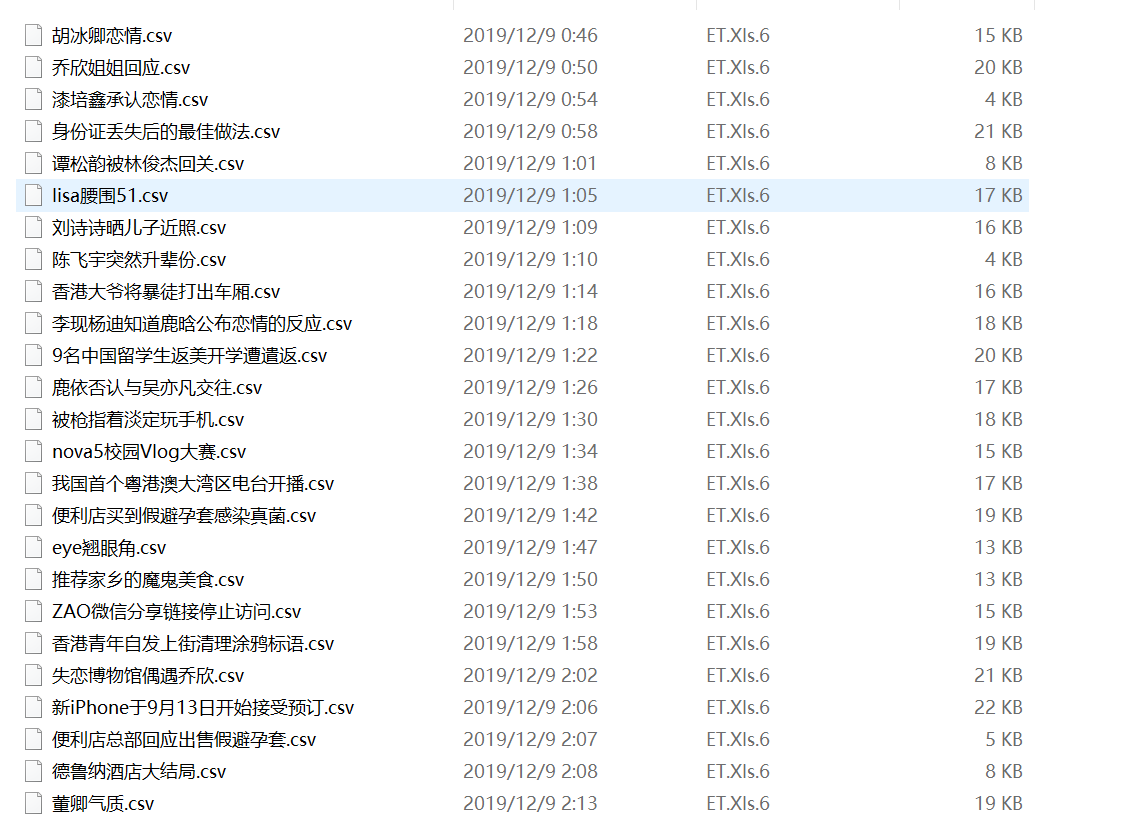 胡冰卿恋情.csv 2019/12/9 0:46 ET.Xls.6 15 KB
乔欣姐姐回应.csv 2019/12/9 0:50 ET.Xls.6 20 KB
漆培鑫承认恋情.csv 2019/12/9 0:54 ET.Xls.6 4 KB
身份证丢失后的最佳做法.csv 2019/12/9 0:58 ET.Xls.6 21 KB
谭松韵被林俊杰回关.csv 2019/12/9 1:01 ET.Xls.6 8 KB
lisa腰围51.csv 2019/12/9 1:05 ET.Xls.6 17 KB
刘诗诗晒儿子近照.csv 2019/12/9 1:09 ET.Xls.6 16 KB
陈飞宇突然升辈份.csv 2019/12/9 1:10 ET.Xls.6 4 KB
香港大爷将暴徒打出车厢.csv 2019/12/9 1:14 ET.Xls.6 16 KB
李现杨迪知道鹿晗公布恋情的反应.csv 2019/12/9 1:18 ET.Xls.6 18 KB
9名中国留学生返美开学遭遣返.csv 2019/12/9 1:22 ET.Xls.6 20 KB
鹿依否认与吴亦凡交往.csv 2019/12/9 1:26 ET.Xls.6 17 KB
被枪指着淡定玩手机.csv 2019/12/9 1:30 ET.Xls.6 18 KB
nova5校园Vlog大赛.csv 2019/12/9 1:34 ET.Xls.6 15 KB
我国首个粤港澳大湾区电台开播.csv 2019/12/9 1:38 ET.Xls.6 17 KB
便利店买到假避孕套感染真菌.csv 2019/12/9 1:42 ET.Xls.6 19 KB
eye翘眼角.csv 2019/12/9 1:47 ET.Xls.6 13 KB
推荐家乡的魔鬼美食.csv 2019/12/9 1:50 ET.Xls.6 13 KB
ZAO微信分享链接停止访问.csv 2019/12/9 1:53 ET.Xls.6 15 KB
香港青年自发上街清理涂鸦标语.csv 2019/12/9 1:58 ET.Xls.6 19 KB
失恋博物馆偶遇乔欣.csv 2019/12/9 2:02 ET.Xls.6 21 KB
新iPhone于9月13日开始接受预订.csv 2019/12/9 2:06 ET.Xls.6 22 KB
便利店总部回应出售假避孕套.csv 2019/12/9 2:07 ET.Xls.6 5 KB
德鲁纳酒店大结局.csv 2019/12/9 2:08 ET.Xls.6 8 KB
董卿气质.csv 2019/12/9 2:13 ET.Xls.6 19 KB